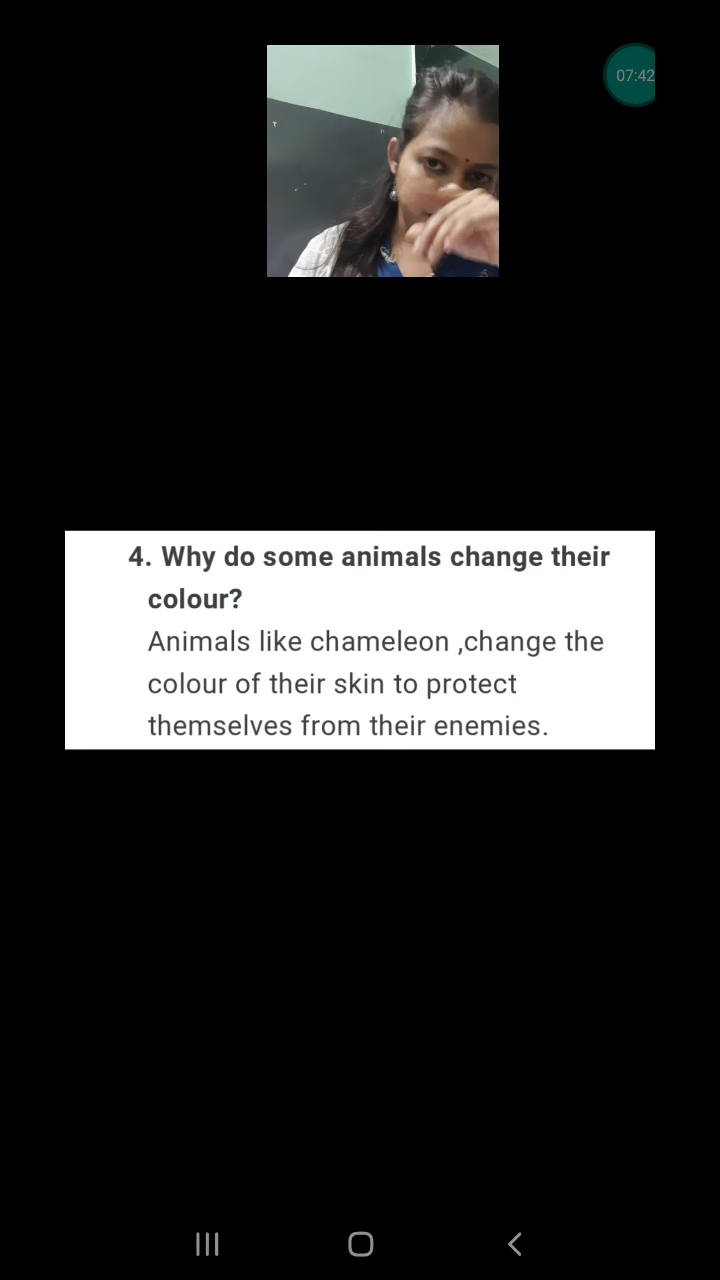 07:42
4. Why do some animals change their
colour?
Animals like chameleon ,change the
colour of their skin to protect
themselves from their enemies.